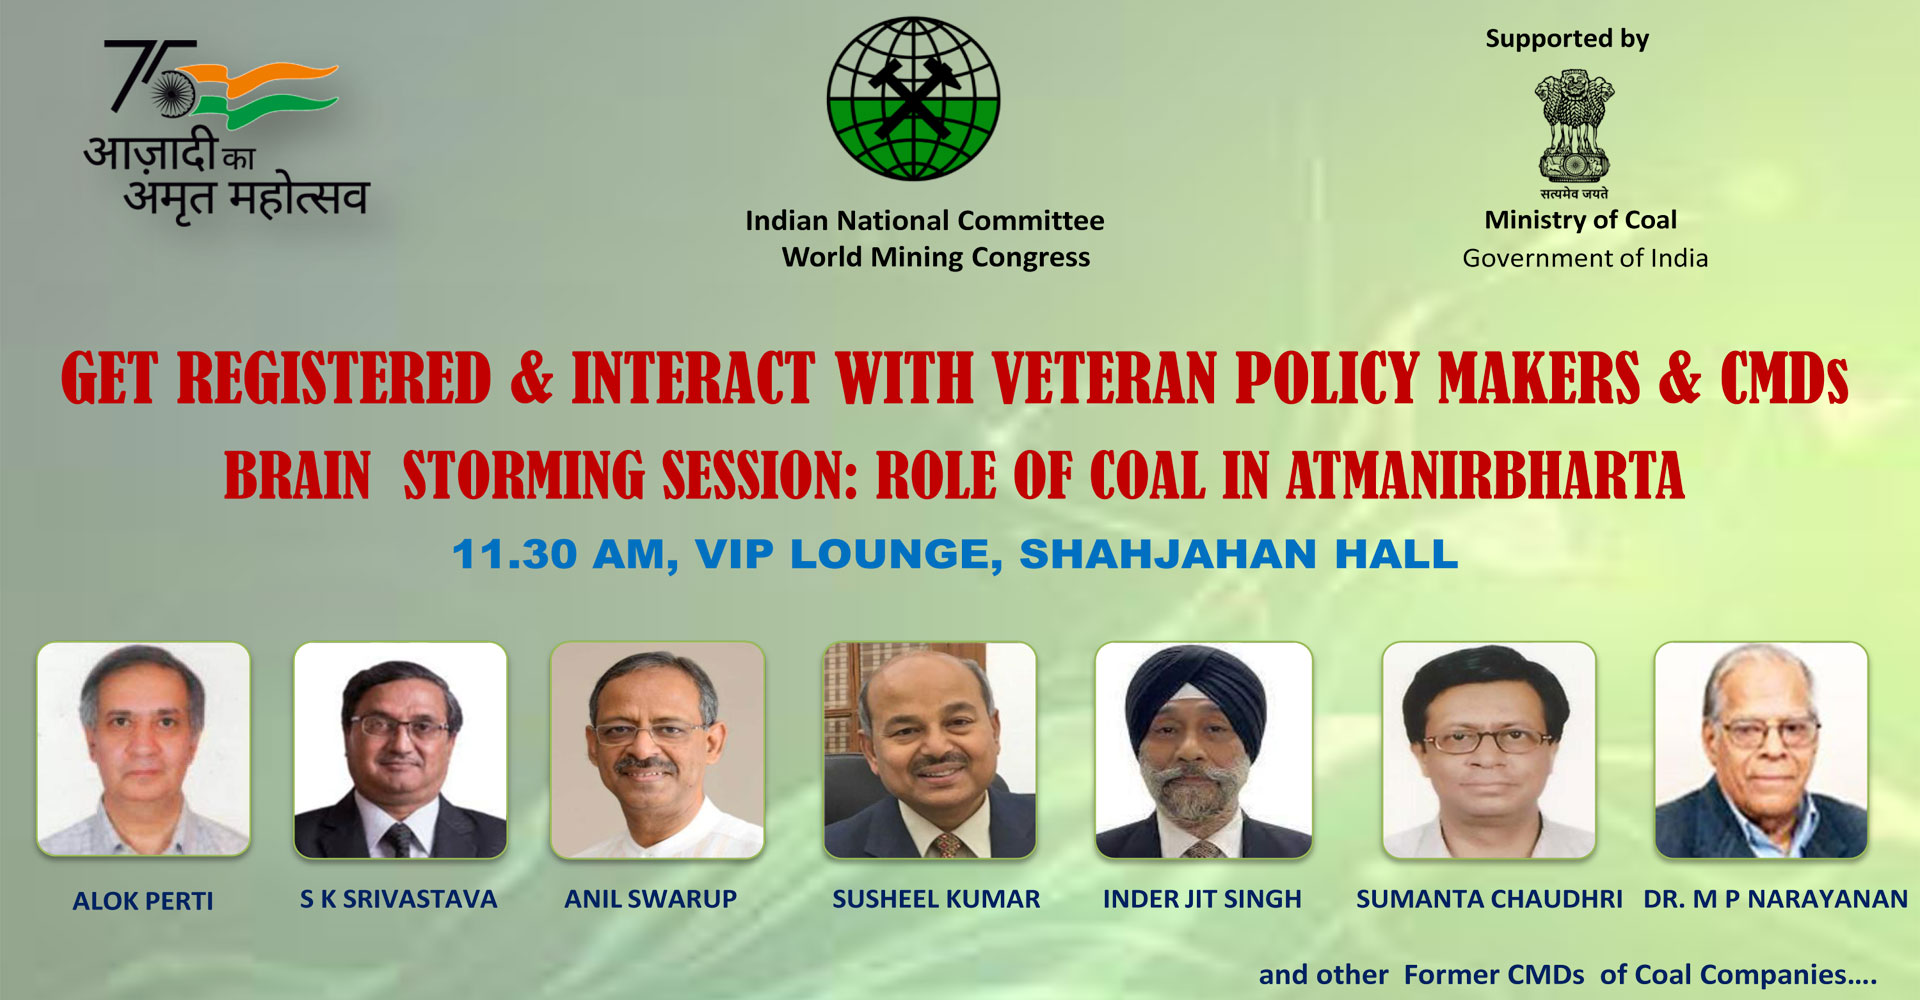 75
आज़ादी का
अमृत महोत्सव
Indian National Committee
World Mining Congress
Supported by
सत्यमेव जयते
Ministry of Coal
Government of India
GET REGISTERED & INTERACT WITH VETERAN POLICY MAKERS & CMDs
BRAIN STORMING SESSION: ROLE OF COAL IN ATMANIRBHARTA
11.30 AM, VIP LOUNGE, SHAHJAHAN HALL
ALOK PERTI
S K SRIVASTAVA
ANIL SWARUP
SUSHEEL KUMAR
INDER JIT SINGH
SUMANTA CHAUDHRI
DR. M P NARAYANAN
and other Former CMDs of Coal Companies....